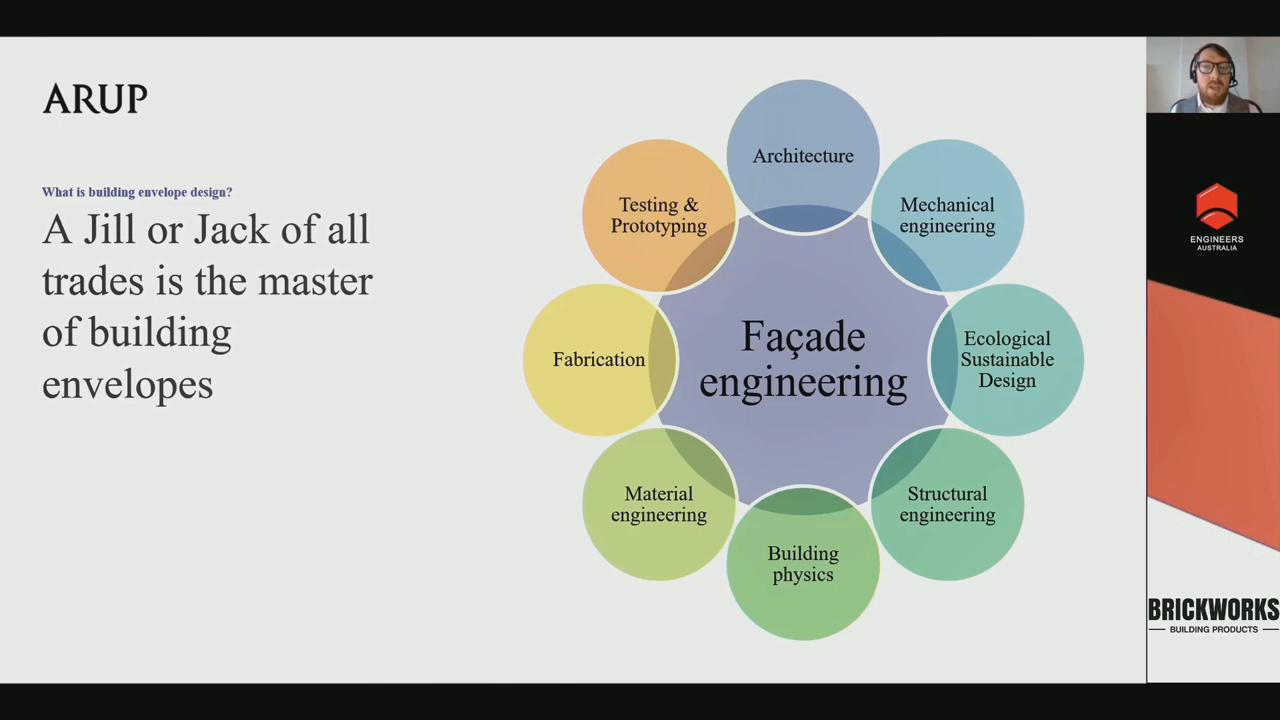 ARUP
What is building envelope design?
A Jill or Jack of all
trades is the master
of building
envelopes
Architecture
Mechanical
engineering
Ecological
Sustainable
Design
Structural
engineering
Building
physics
Material
engineering
Fabrication
Testing &
Prototyping
Façade
engineering
ENGINEERS
AUSTRALIA
BRICKWORKS
BUILDING PRODUCTS